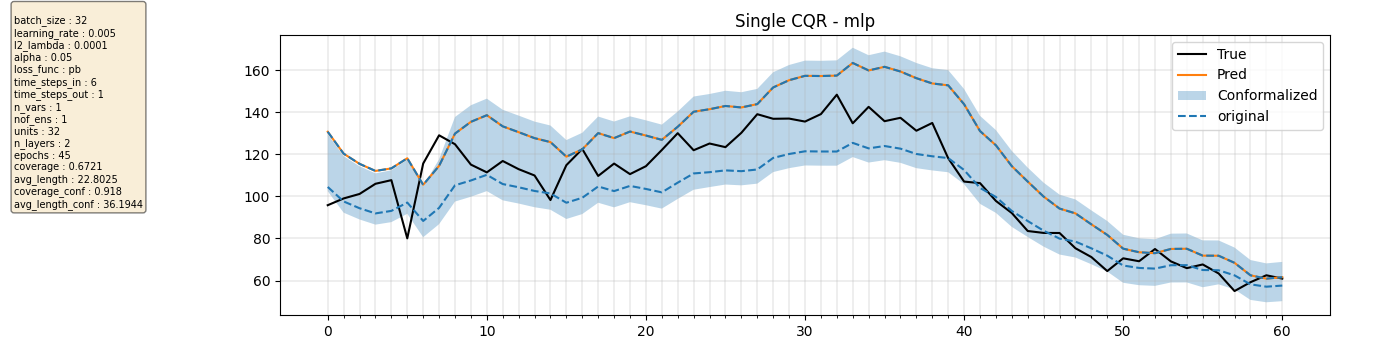 batch_size : 32
learning_rate : 0.005
l2_lambda : 0.0001
alpha : 0.05
loss_func : pb
time_steps_in : 6
time_steps_out : 1
n_vars : 1
nof_ens : 1
units : 32
n_layers : 2
epochs : 45
coverage : 0.6721
avg_length : 22.8025
coverage_conf : 0.918
avg_length_conf : 36.1944
Single CQR - mlp
True
Pred
Conformalized
original
160
140
120
100
80
60
0 10 20 30 40 50 60